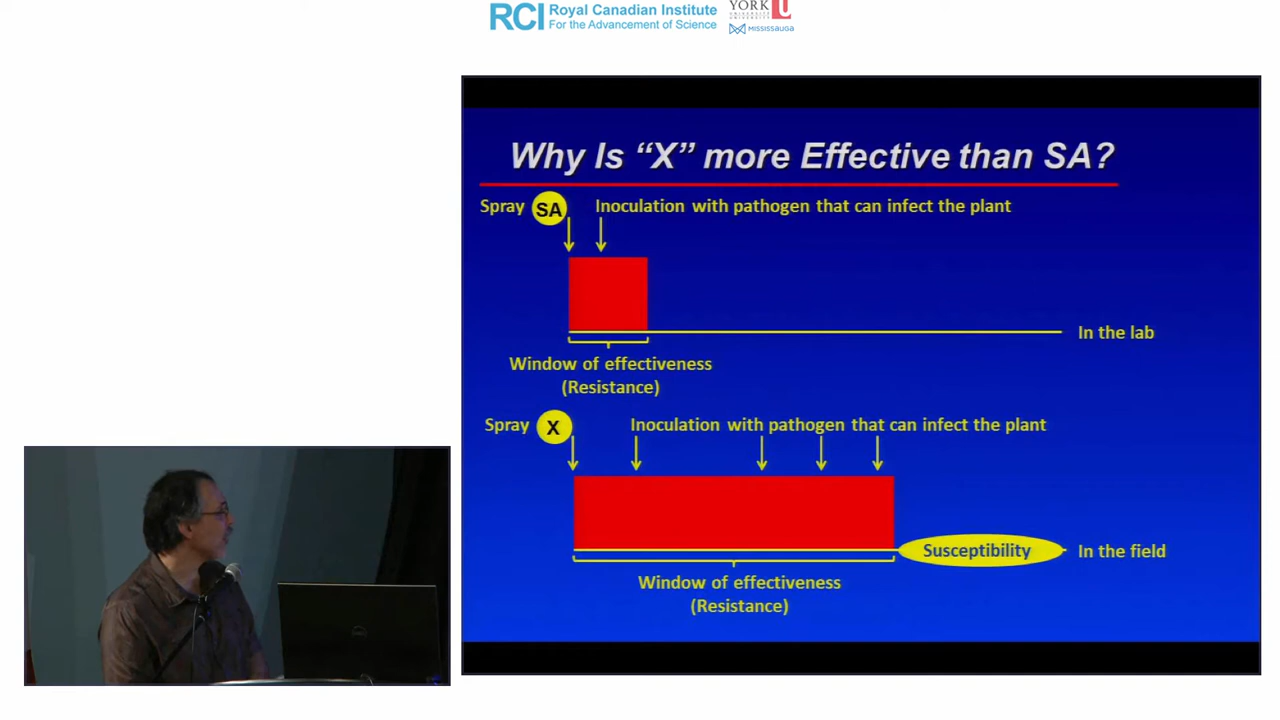 RCI Royal Canadian Institute
For the Advancement of Science
YORK U
MISSISSAUGA
Why Is “X” more Effective than SA?
Spray SA Inoculation with pathogen that can infect the plant
In the lab
Window of effectiveness
(Resistance)
Spray X Inoculation with pathogen that can infect the plant
Susceptibility In the field
Window of effectiveness
(Resistance)